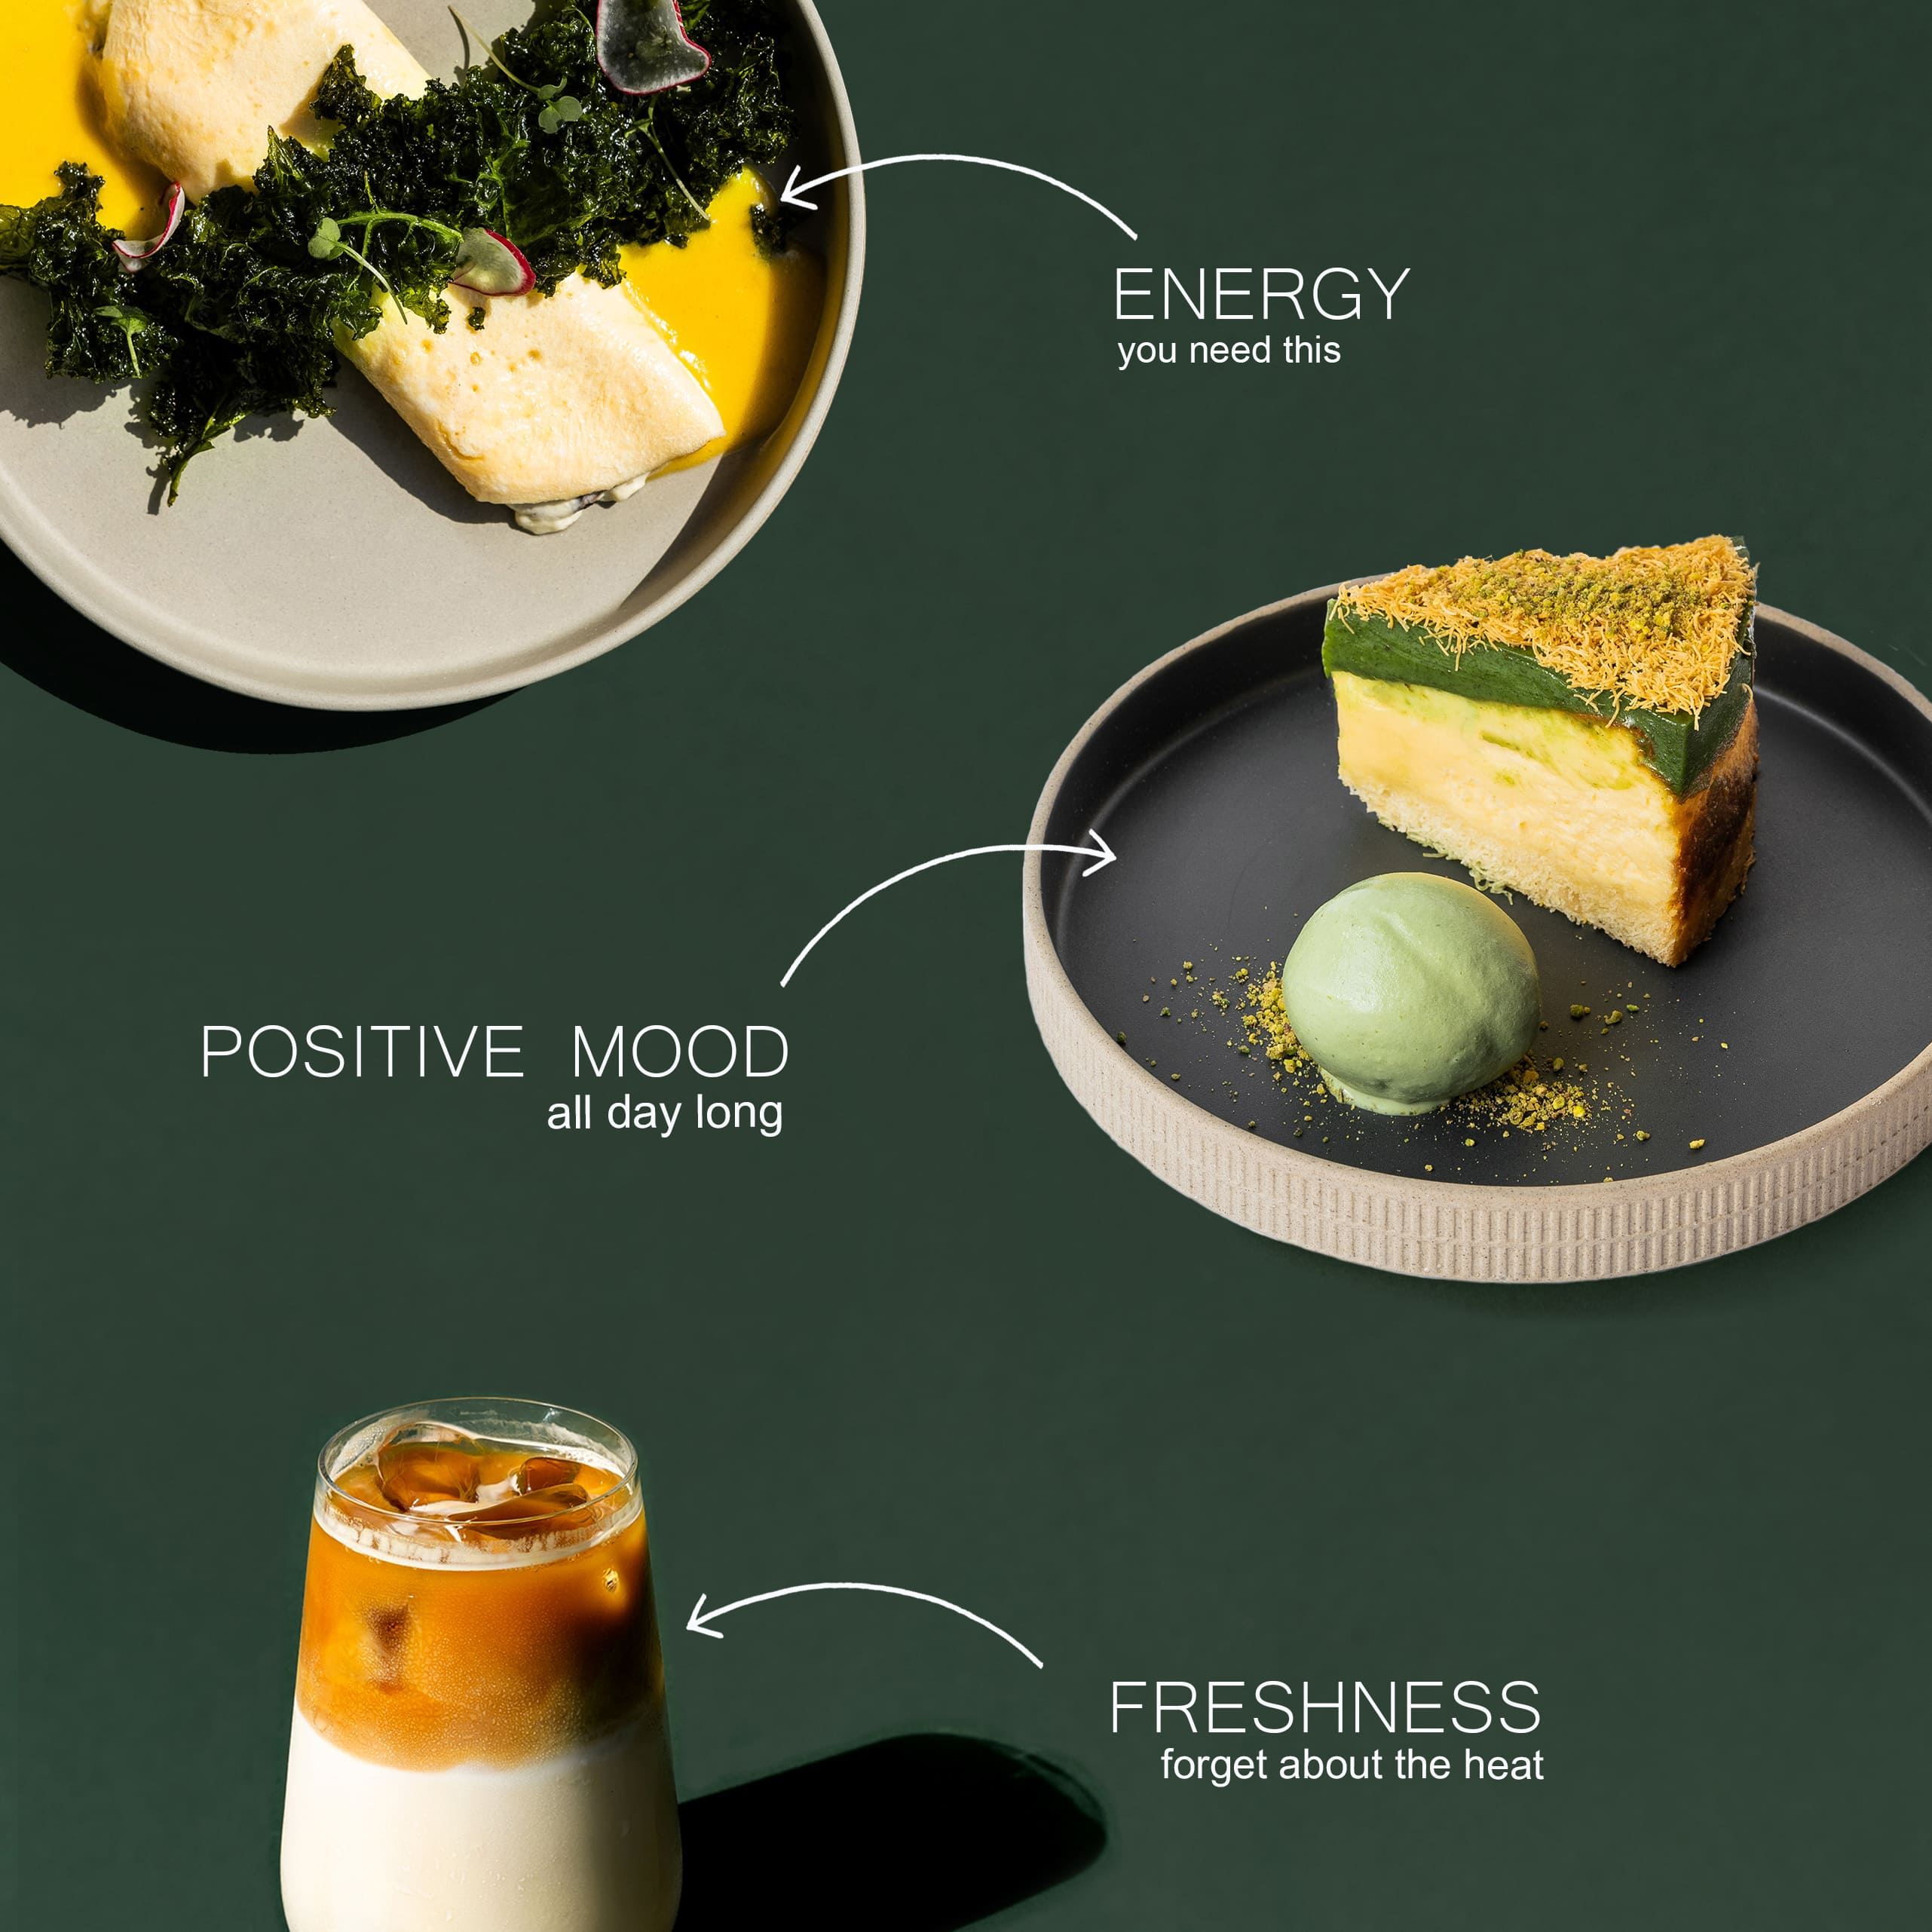 ENERGY
you need this
POSITIVE MOOD
all day long
FRESHNESS
forget about the heat